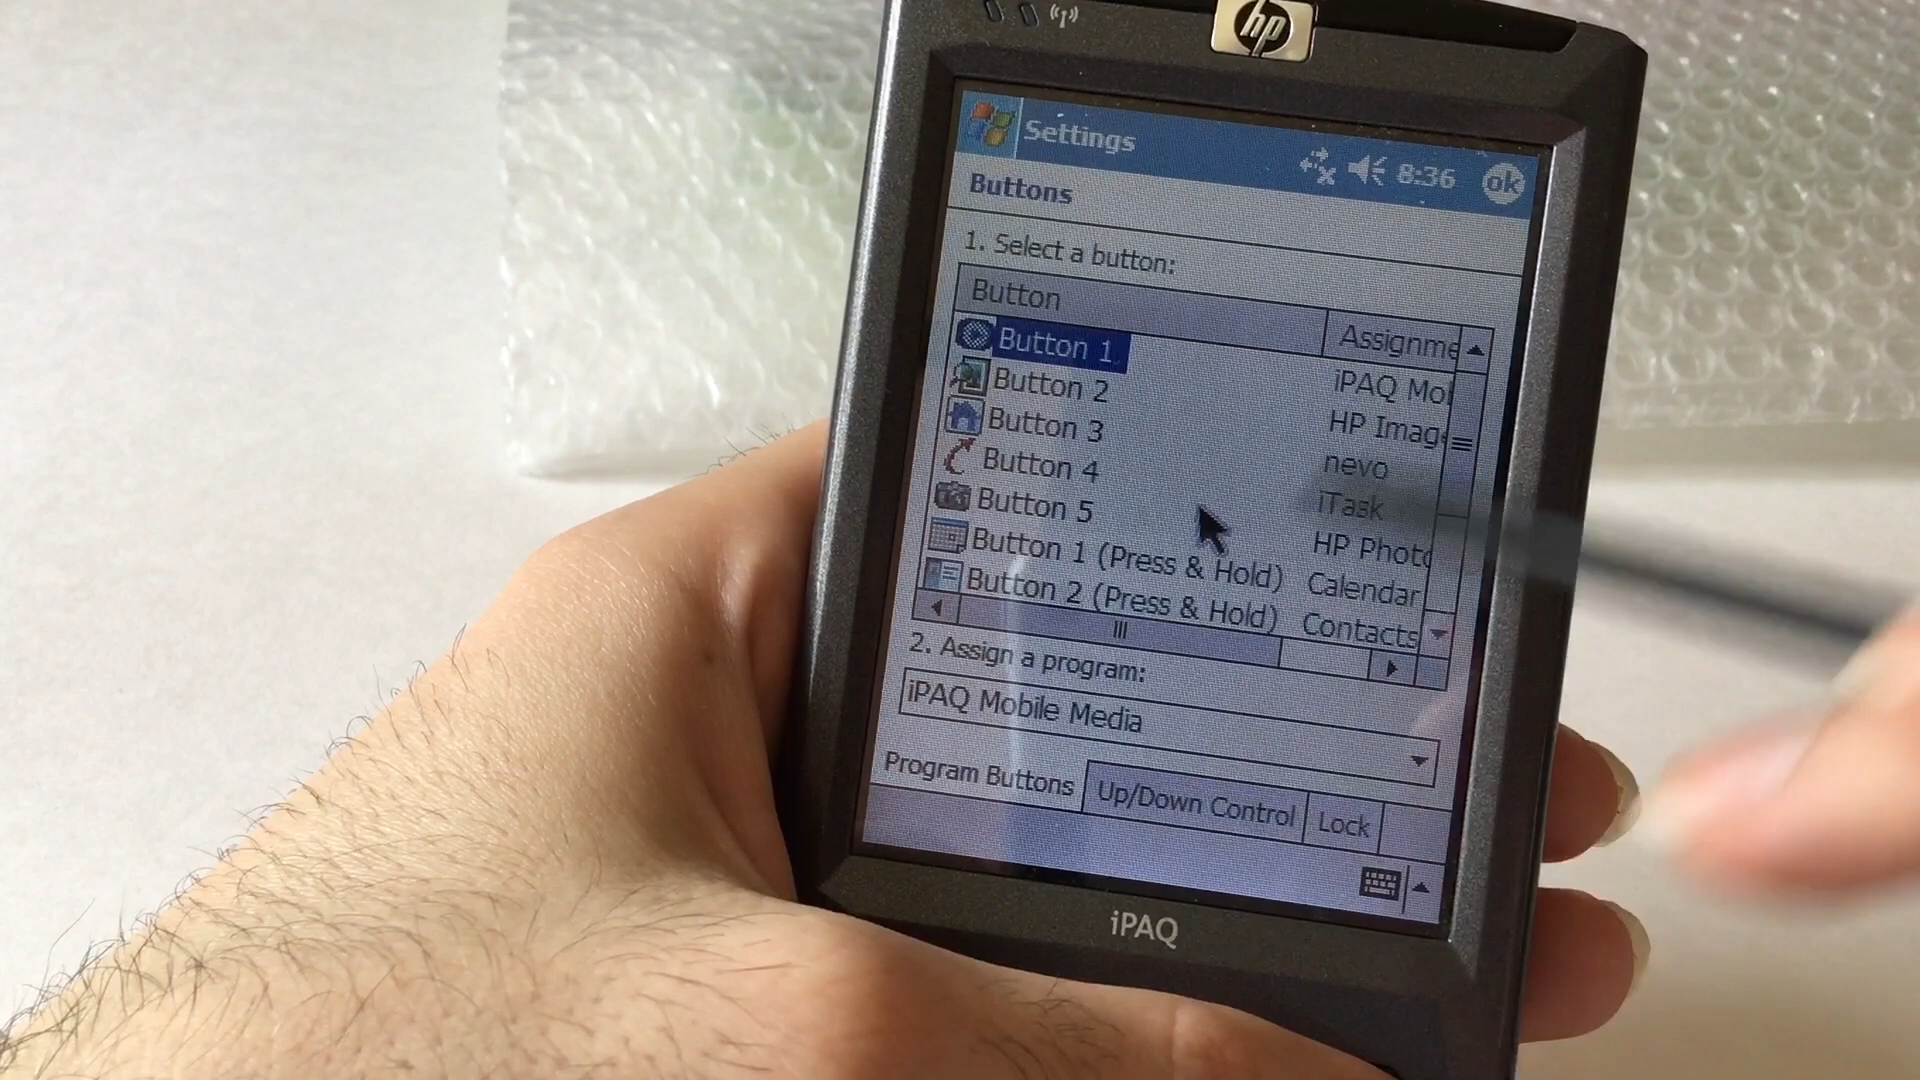 hp
Settings 8:36 ok
Buttons
1. Select a button:
Button Assignme
Button 1 iPAQ Mo
Button 2 HP Imag
Button 3 nevo
Button 4 iTask
Button 5 HP Phot
Button 1 (Press & Hold) Calendar
Button 2 (Press & Hold) Contacts
2. Assign a program:
iPAQ Mobile Media
Program Buttons Up/Down Control Lock
iPAQ